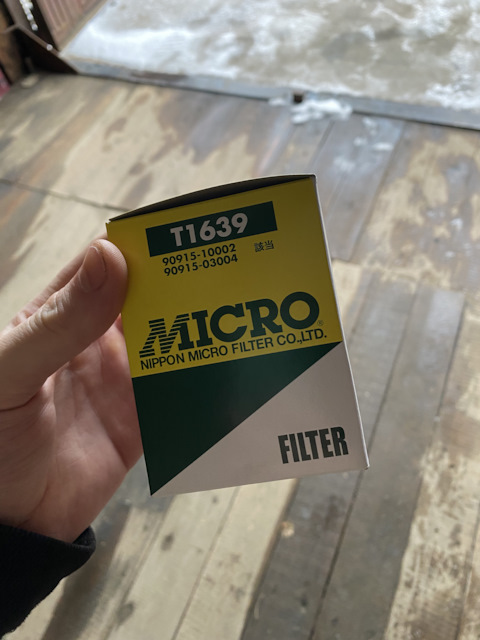 T1639
90915-10002 該当
90915-03004
MICRO
NIPPON MICRO FILTER CO.,LTD.
FILTER